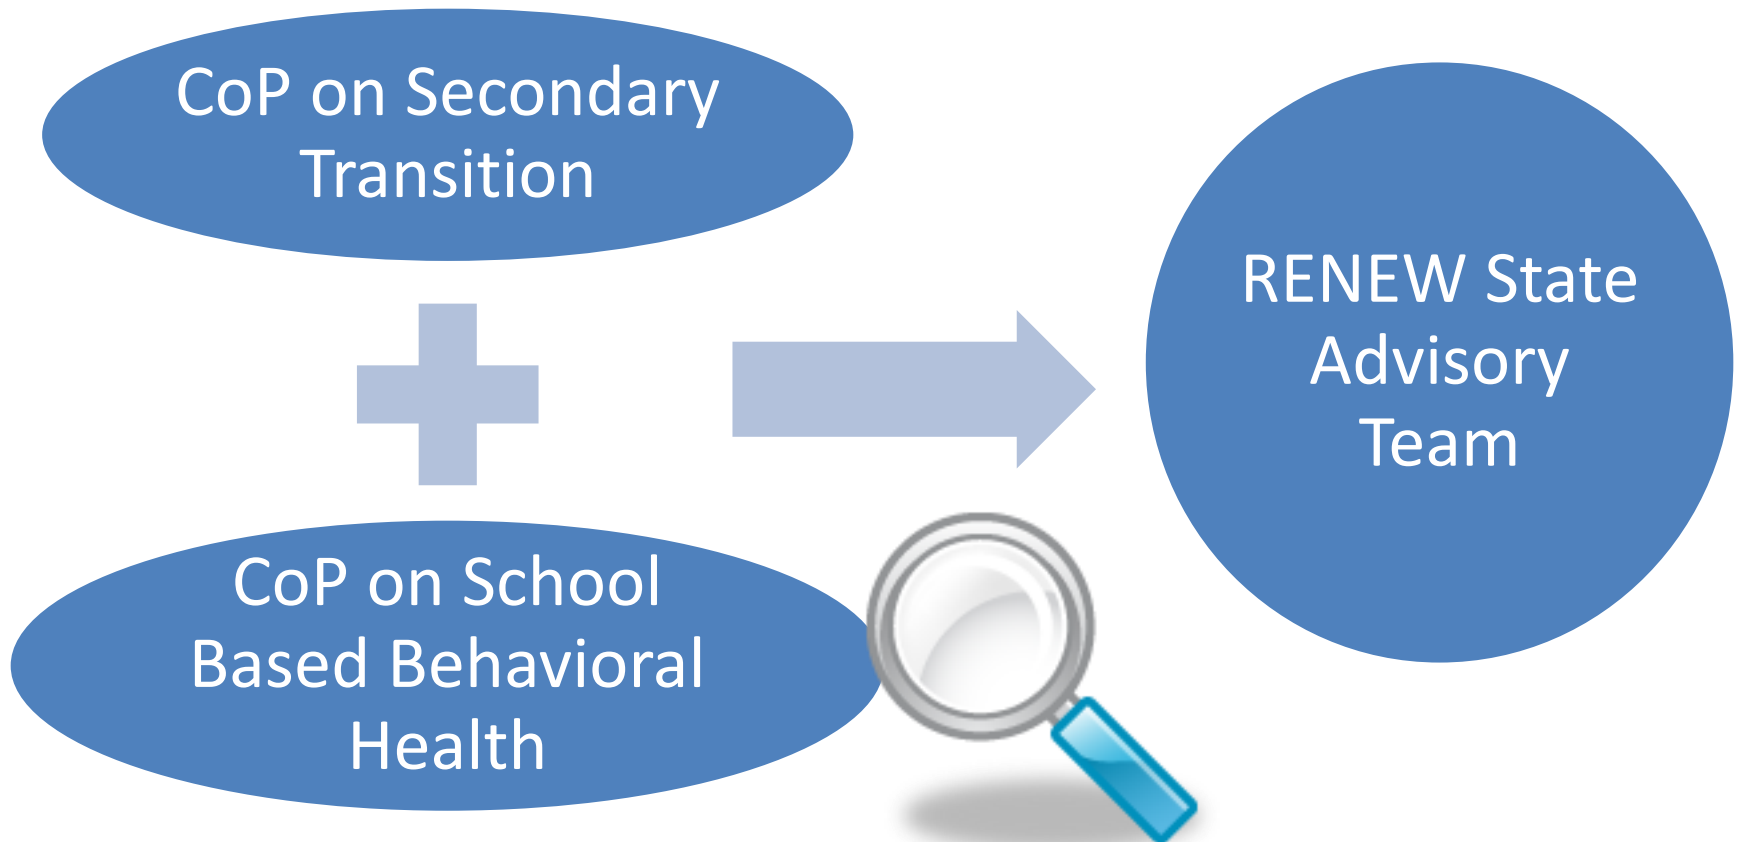 CoP on Secondary
Transition
CoP on School
Based Behavioral
Health
RENEW State
Advisory
Team